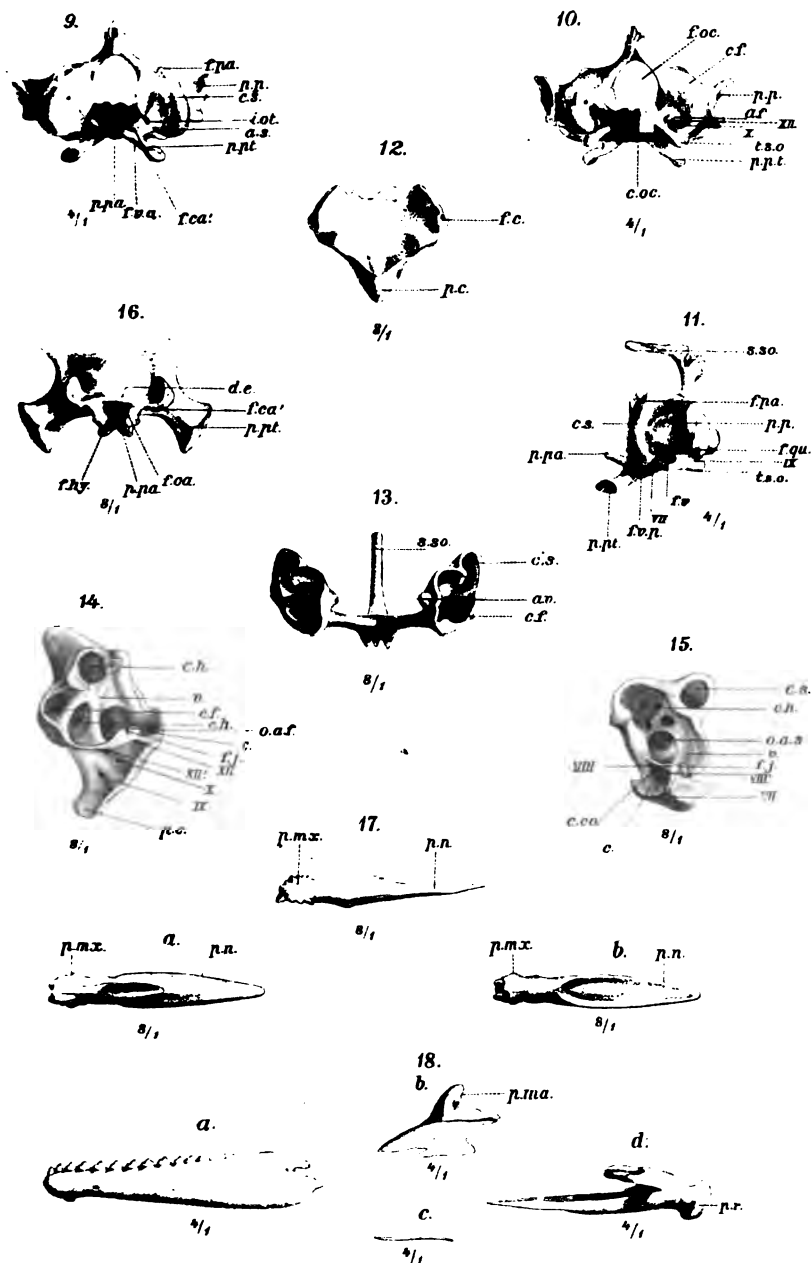 9.
f.pa.
p.p.
c.s.
i.ot.
a.s.
p.pt
p.pa.
f.v.a.
f.ca'.
4/1
10.
f.oc.
c.f.
p.p.
a.f.
XII
X
t.s.o
p.p.t.
c.oc.
4/1
12.
f.c.
p.c.
8/1
16.
d.e.
f.ca'
p.pt.
f.hy.
p.pa
f.oa.
8/1
11.
s.so.
f.pa.
c.s.
p.p.
p.pa.
f.qu.
IX
t.s.o.
f.v
VII
f.v.p.
p.pt.
4/1
13.
s.so.
c.s.
a.v.
c.f.
8/1
14.
c.h.
v.
c.f.
c.h.
o.a.f.
c.
f.j.
XII
XII
X
IX
p.c.
8/1
15.
c.s.
c.h.
o.a.s
v.
f.j.
VIII
VIII
VII
c.co.
c.
8/1
17.
p.mx.
p.n.
8/1
a.
p.mx.
p.n.
8/1
b.
p.mx.
p.n.
8/1
18.
b.
p.ma.
4/1
a.
4/1
c.
4/1
d.
p.r.
4/1